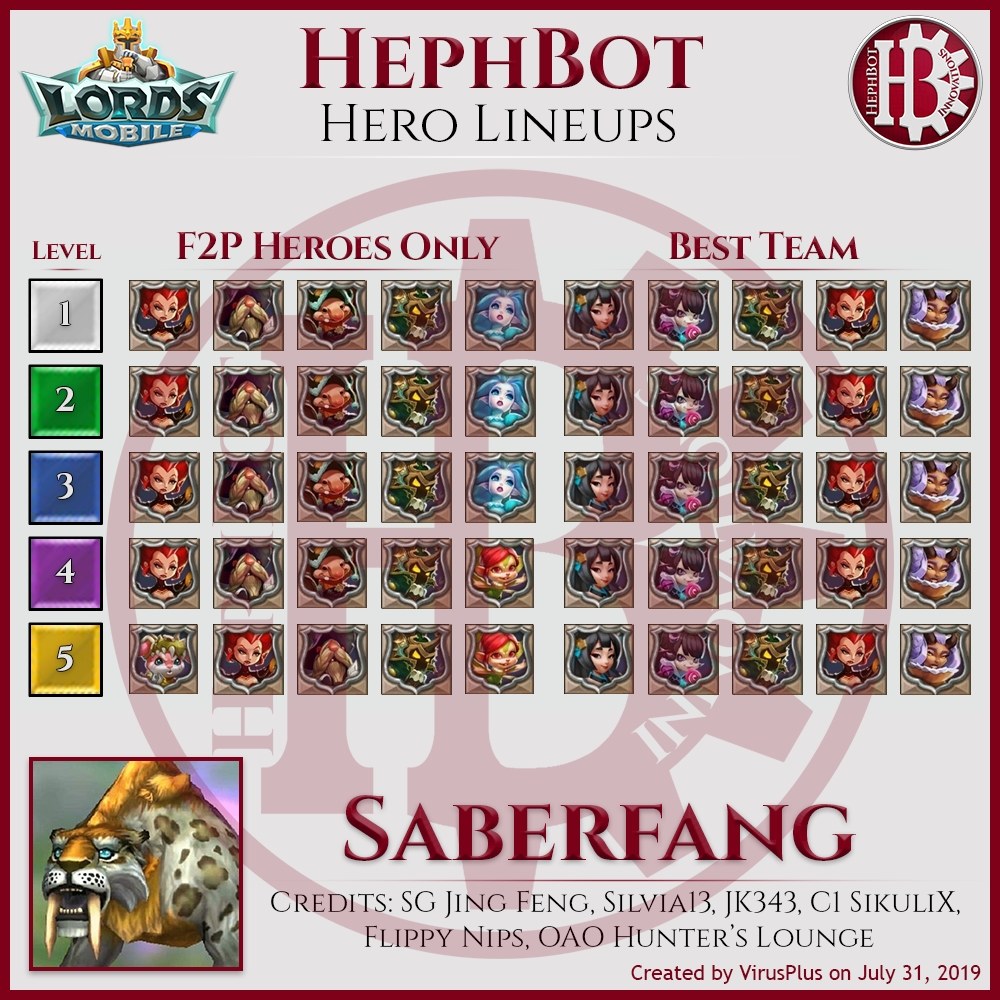 LORDS
MOBILE
HephBot
Hero Lineups
HephBot
Innovations
Level
F2P Heroes Only
Best Team
1
2
3
4
5
Saberfang
Credits: SG Jing Feng, Silvia13, JK343, C1 SikuliX,
Flippy Nips, OAO Hunter's Lounge
Created by VirusPlus on July 31, 2019